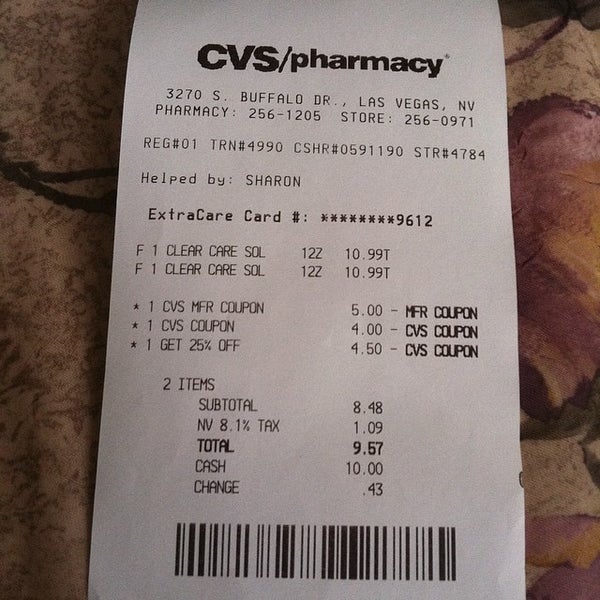 CVS/pharmacy®
3270 S. BUFFALO DR., LAS VEGAS, NV
PHARMACY: 256-1205 STORE: 256-0971
REG#01 TRN#4990 CSHR#0591190 STR#4784
Helped by: SHARON
ExtraCare Card #: ********9612
F 1 CLEAR CARE SOL 12Z 10.99T
F 1 CLEAR CARE SOL 12Z 10.99T
* 1 CVS MFR COUPON 5.00 - MFR COUPON
* 1 CVS COUPON 4.00 - CVS COUPON
* 1 GET 25% OFF 4.50 - CVS COUPON
2 ITEMS
SUBTOTAL 8.48
NV 8.1% TAX 1.09
TOTAL 9.57
CASH 10.00
CHANGE .43